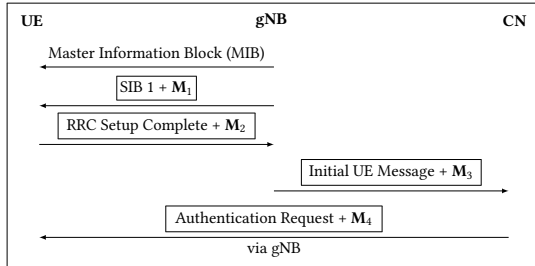 UE gNB CN
Master Information Block (MIB)
SIB 1 + M₁
RRC Setup Complete + M₂
Initial UE Message + M₃
Authentication Request + M₄
via gNB